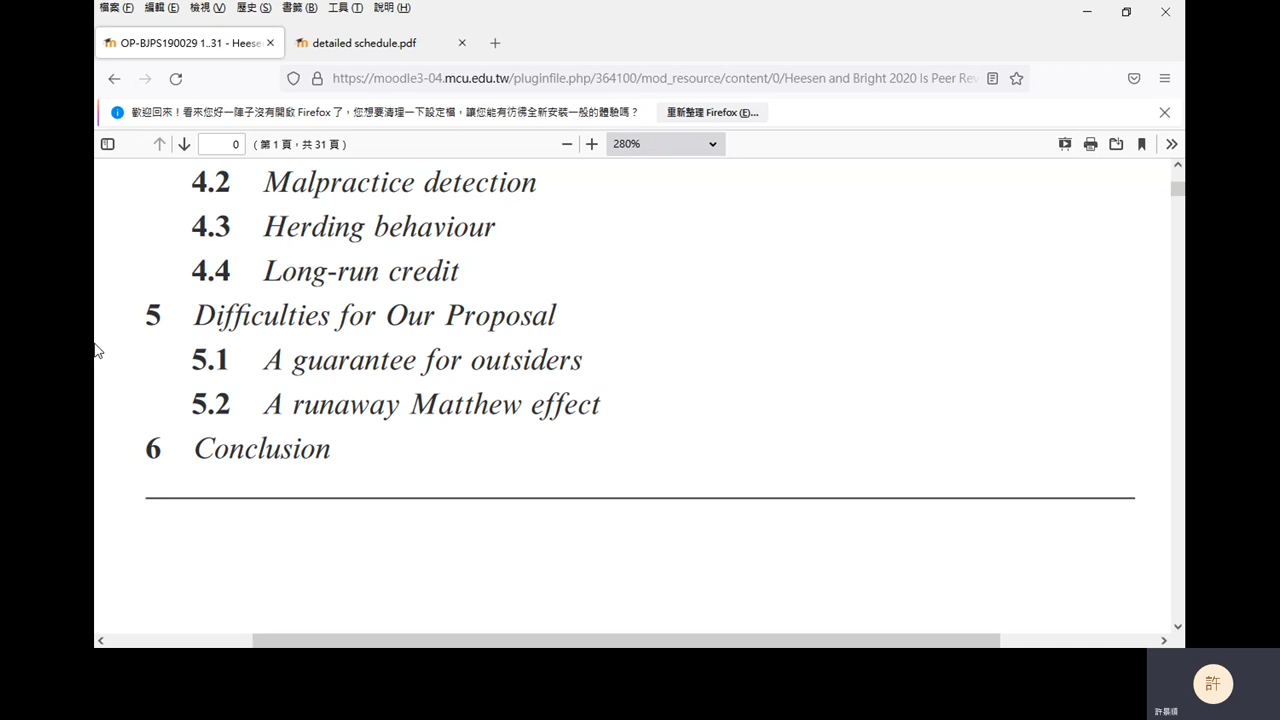 檔案 (F) 編輯 (E) 檢視 (V) 歷史 (S) 書籤 (B) 工具 (T) 說明 (H)
OP-BJPS190029 1..31 - Heese
detailed schedule.pdf
https://moodle3-04.mcu.edu.tw/pluginfile.php/364100/mod_resource/content/0/Heesen and Bright 2020 Is Peer Rev
歡迎回來！看來您好一陣子沒有開啟 Firefox 了，您想要清理一下設定檔，讓您能有彷彿全新安裝一般的體驗嗎？ 重新整理 Firefox (E)...
0 (第 1 頁，共 31 頁) 280%
4.2 Malpractice detection
4.3 Herding behaviour
4.4 Long-run credit
5 Difficulties for Our Proposal
5.1 A guarantee for outsiders
5.2 A runaway Matthew effect
6 Conclusion
許